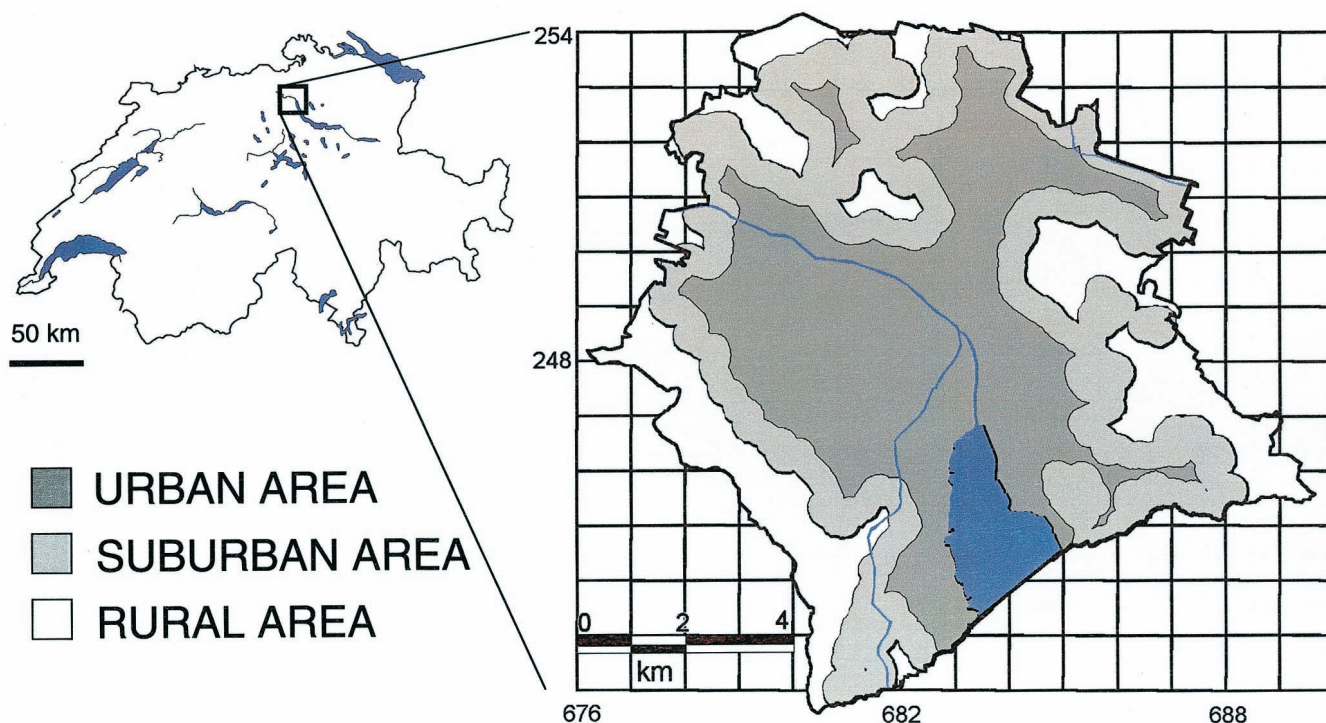 254
50 km
248
URBAN AREA
SUBURBAN AREA
RURAL AREA
0 2 4
km
676 682 688